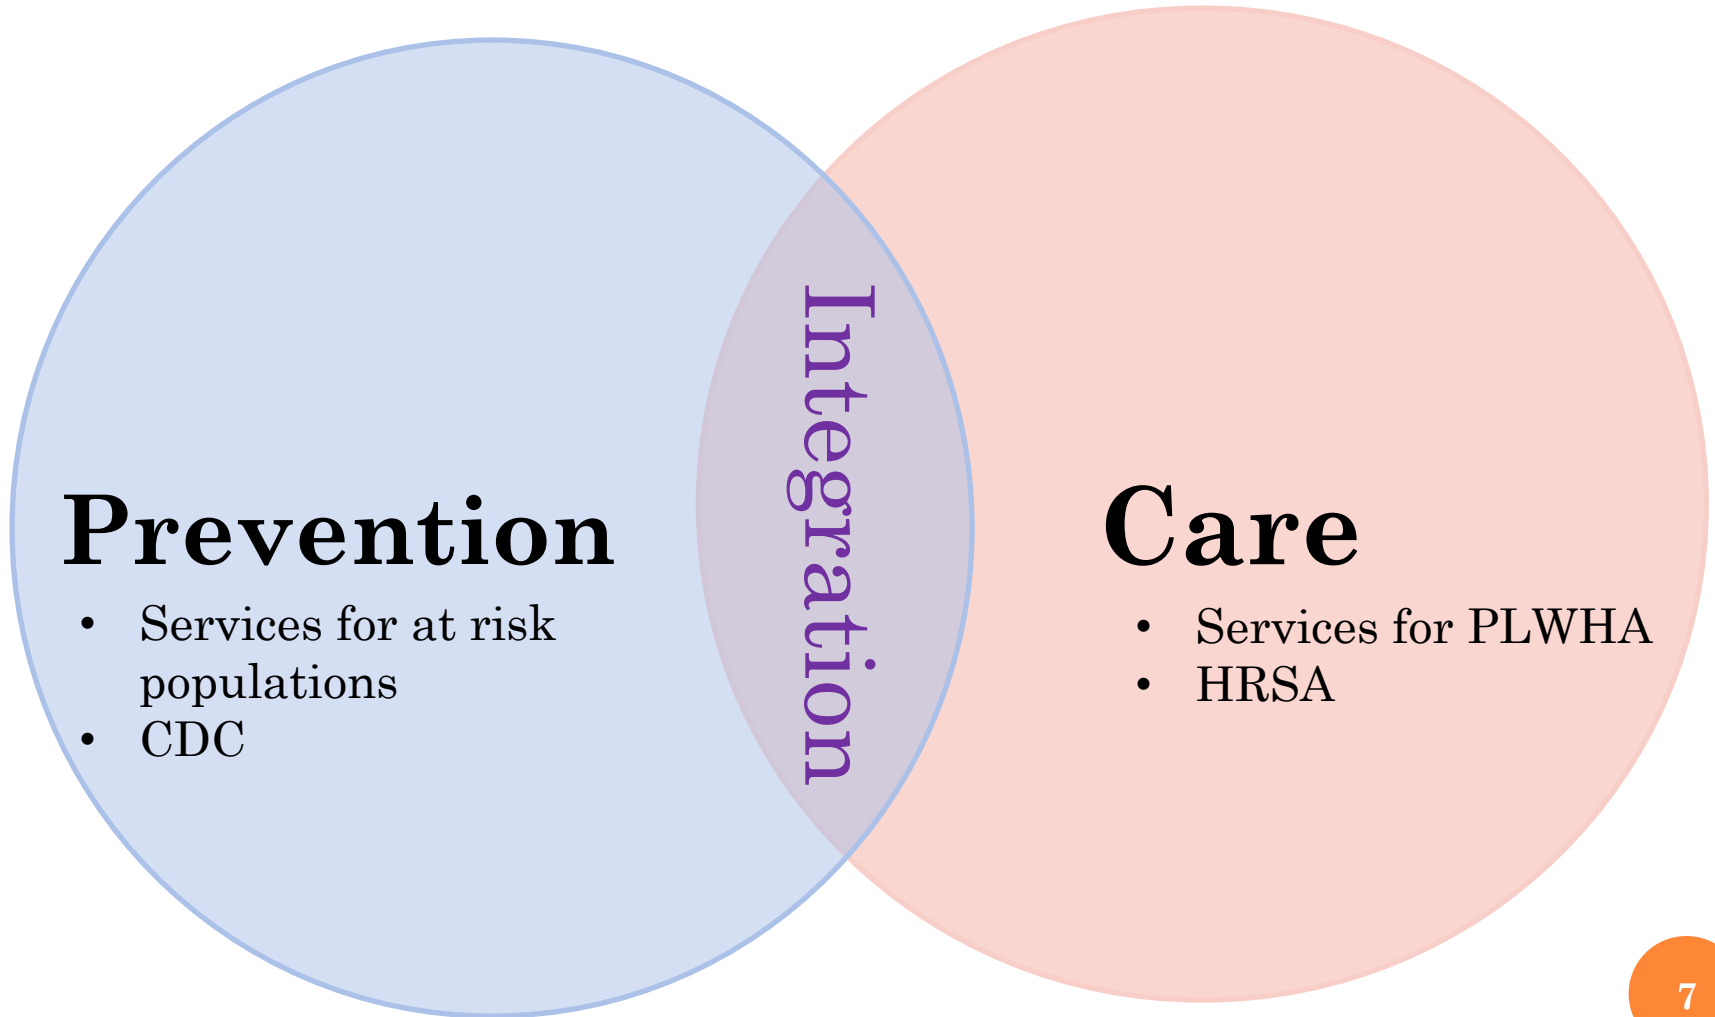 Prevention
• Services for at risk
populations
• CDC
Integration
Care
• Services for PLWHA
• HRSA
7